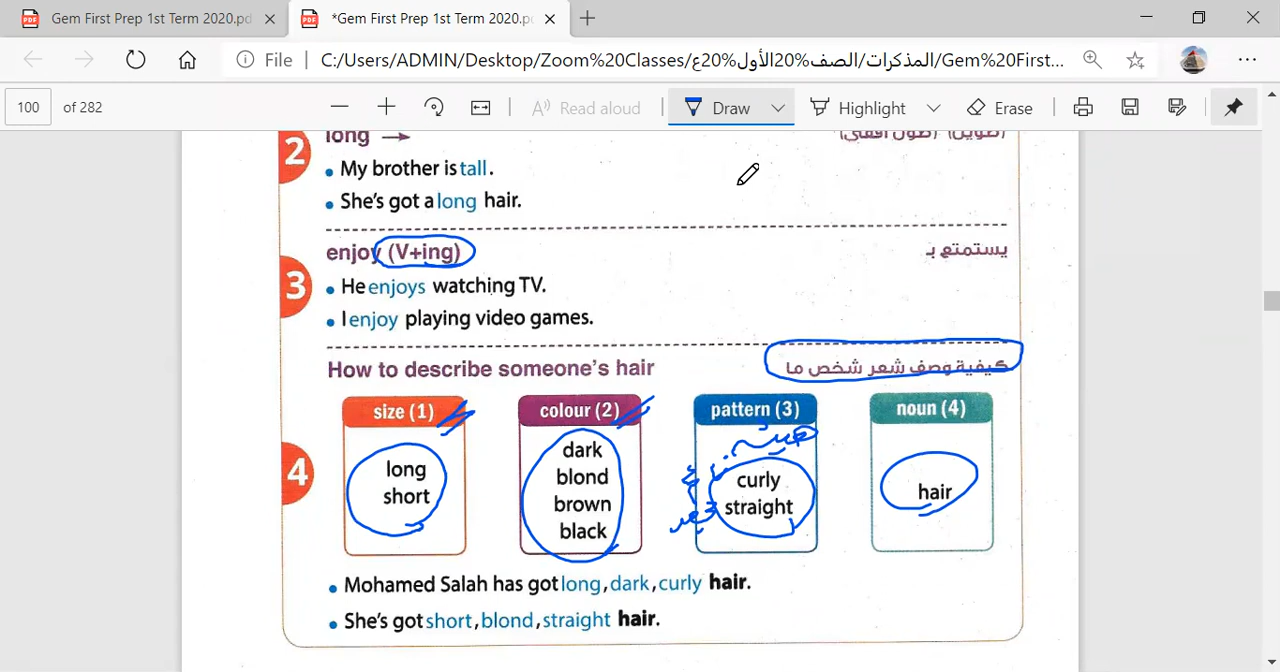 Gem First Prep 1st Term 2020.pd
*Gem First Prep 1st Term 2020.p
File
C:/Users/ADMIN/Desktop/Zoom%20Classes/المذكرات/الصف%20الأول%20ع/Gem%20First...
100 of 282
Read aloud
Draw
Highlight
Erase
2
long →
(طويل) (طول أفقى)
• My brother is tall.
• She's got a long hair.
3
enjoy (V+ing)
يستمتع بـ
• He enjoys watching TV.
• I enjoy playing video games.
4
How to describe someone's hair
كيفية وصف شعر شخص ما
size (1)
long
short
colour (2)
dark
blond
brown
black
pattern (3)
curly
straight
noun (4)
hair
• Mohamed Salah has got long, dark, curly hair.
• She's got short, blond, straight hair.